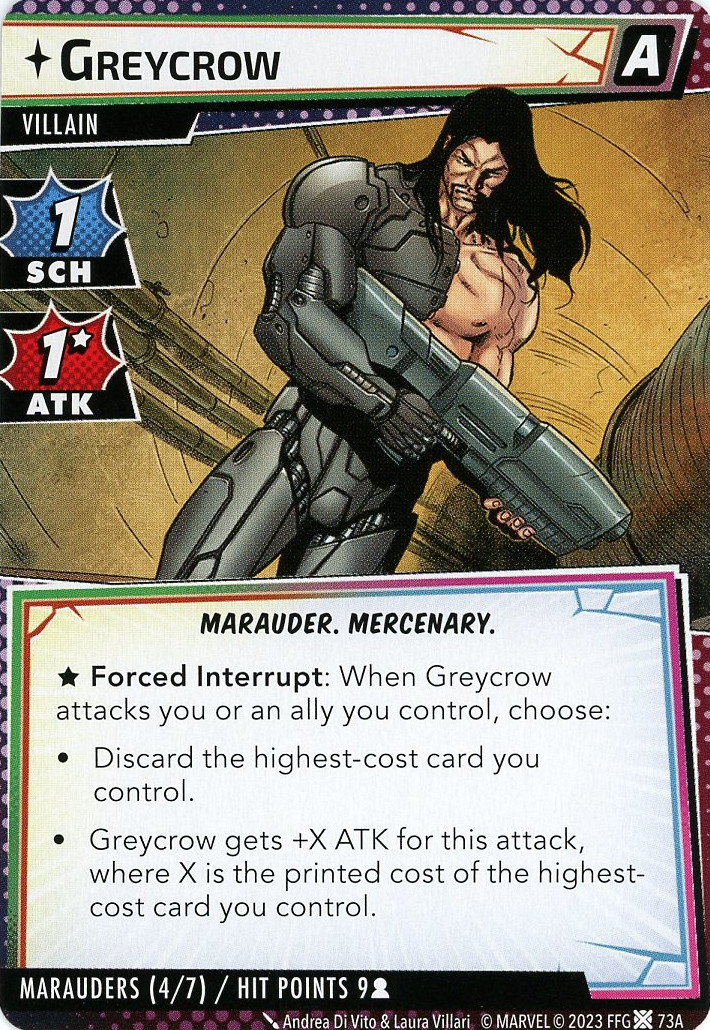 GREYCROW
A
VILLAIN
1
SCH
1★
ATK
MARAUDER. MERCENARY.
★ Forced Interrupt: When Greycrow
attacks you or an ally you control, choose:
• Discard the highest-cost card you
control.
• Greycrow gets +X ATK for this attack,
where X is the printed cost of the highest-
cost card you control.
MARAUDERS (4/7) / HIT POINTS 9
Andrea Di Vito & Laura Villari © MARVEL © 2023 FFG 73A